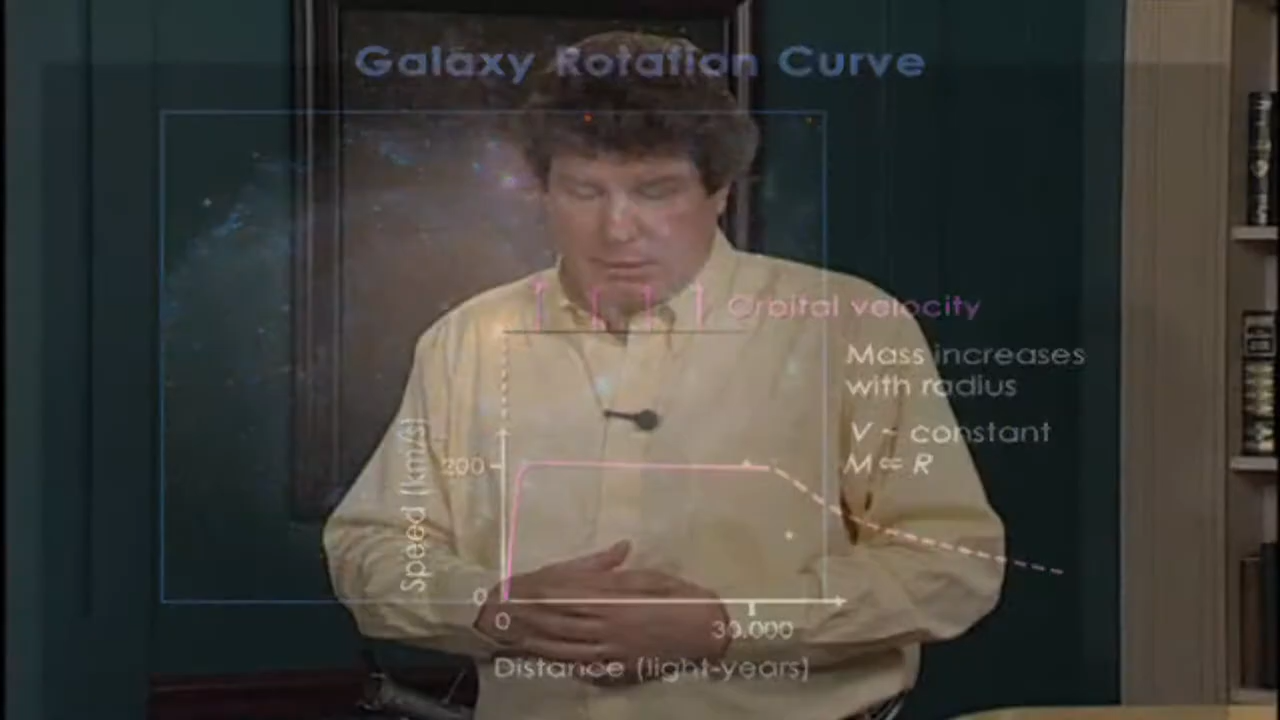 Galaxy Rotation Curve
Orbital velocity
Mass increases
with radius
V ~ constant
M ∝ R
Speed (km/s)
200
0
0
30,000
Distance (light-years)